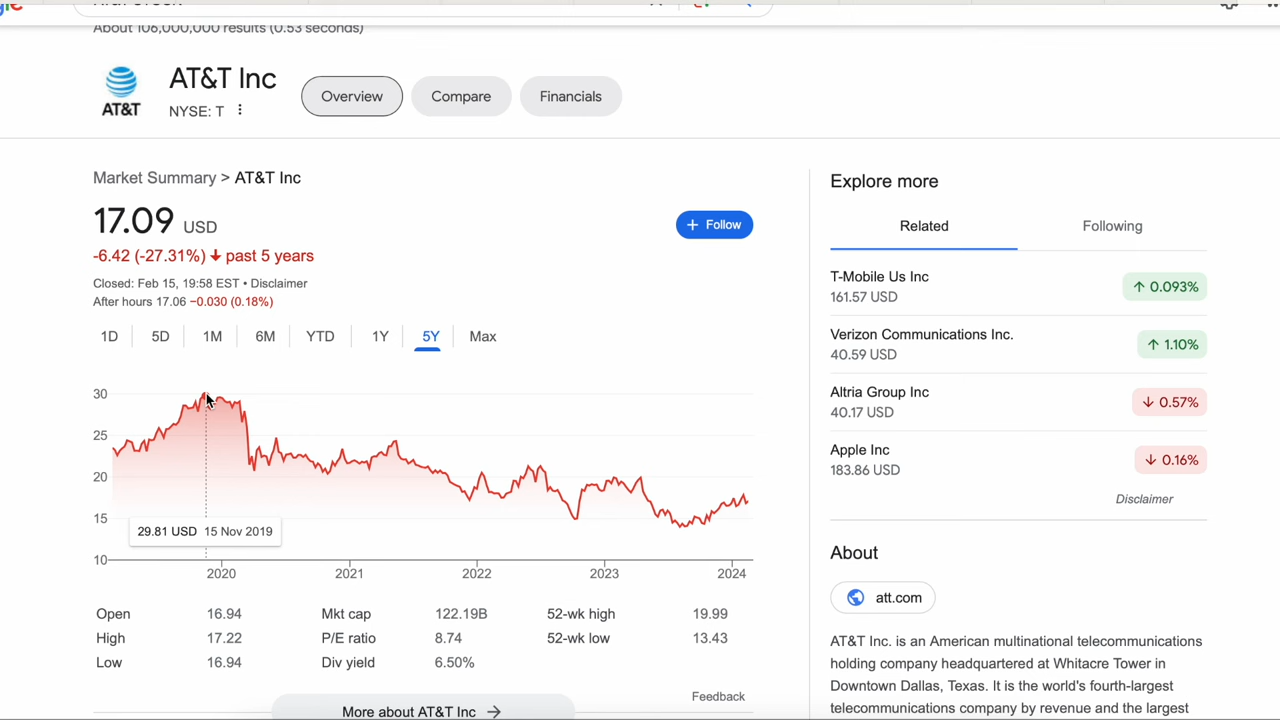 About 106,000,000 results (0.53 seconds)
AT&T
AT&T Inc
NYSE: T
Overview
Compare
Financials
Market Summary > AT&T Inc
17.09 USD
+ Follow
-6.42 (-27.31%) ↓ past 5 years
Closed: Feb 15, 19:58 EST • Disclaimer
After hours 17.06 −0.030 (0.18%)
1D 5D 1M 6M YTD 1Y 5Y Max
30
25
20
15
10
29.81 USD 15 Nov 2019
2020 2021 2022 2023 2024
Open 16.94 Mkt cap 122.19B 52-wk high 19.99
High 17.22 P/E ratio 8.74 52-wk low 13.43
Low 16.94 Div yield 6.50%
Feedback
More about AT&T Inc →
Explore more
Related Following
T-Mobile Us Inc
161.57 USD
↑ 0.093%
Verizon Communications Inc.
40.59 USD
↑ 1.10%
Altria Group Inc
40.17 USD
↓ 0.57%
Apple Inc
183.86 USD
↓ 0.16%
Disclaimer
About
att.com
AT&T Inc. is an American multinational telecommunications
holding company headquartered at Whitacre Tower in
Downtown Dallas, Texas. It is the world's fourth-largest
telecommunications company by revenue and the largest